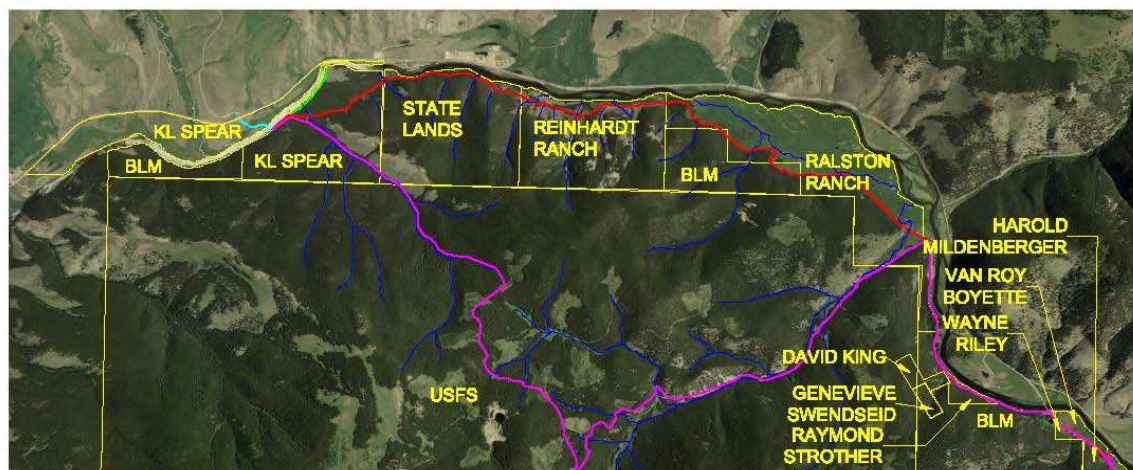 KL SPEAR
BLM
KL SPEAR
STATE
LANDS
REINHARDT
RANCH
BLM
RALSTON
RANCH
HAROLD
MILDENBERGER
VAN ROY
BOYETTE
WAYNE
RILEY
DAVID KING
GENEVIEVE
SWENDSEID
RAYMOND
STROTHER
BLM
USFS